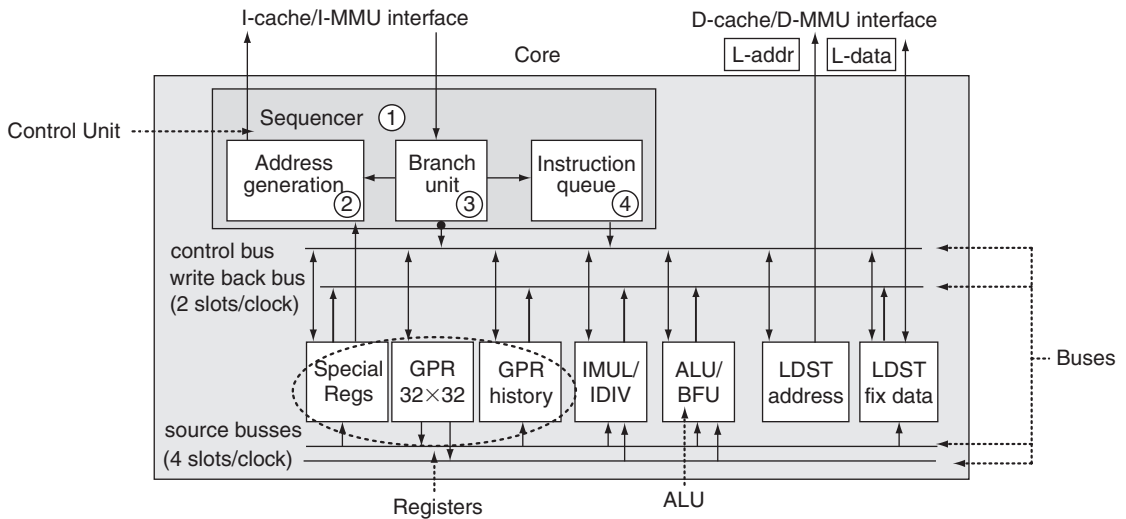 I-cache/I-MMU interface
D-cache/D-MMU interface
Core
L-addr
L-data
Control Unit
Sequencer 1
Address
generation
2
Branch
unit
3
Instruction
queue
4
control bus
write back bus
(2 slots/clock)
Special
Regs
GPR
32×32
GPR
history
IMUL/
IDIV
ALU/
BFU
LDST
address
LDST
fix data
Buses
source busses
(4 slots/clock)
Registers
ALU